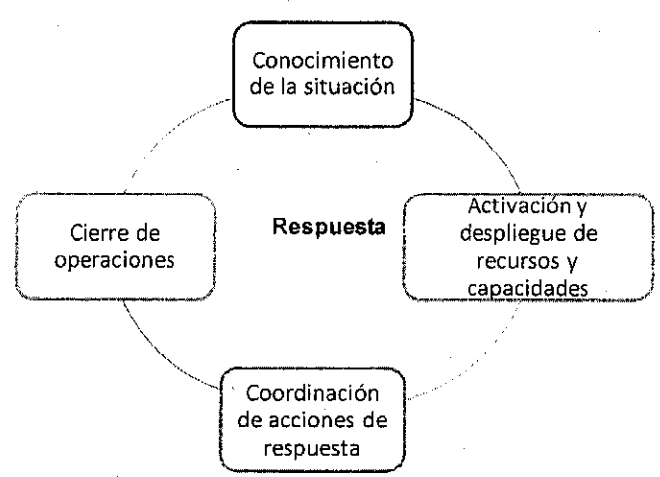 Conocimiento
de la situación
Respuesta
Activación y
despliegue de
recursos y
capacidades
Coordinación
de acciones de
respuesta
Cierre de
operaciones